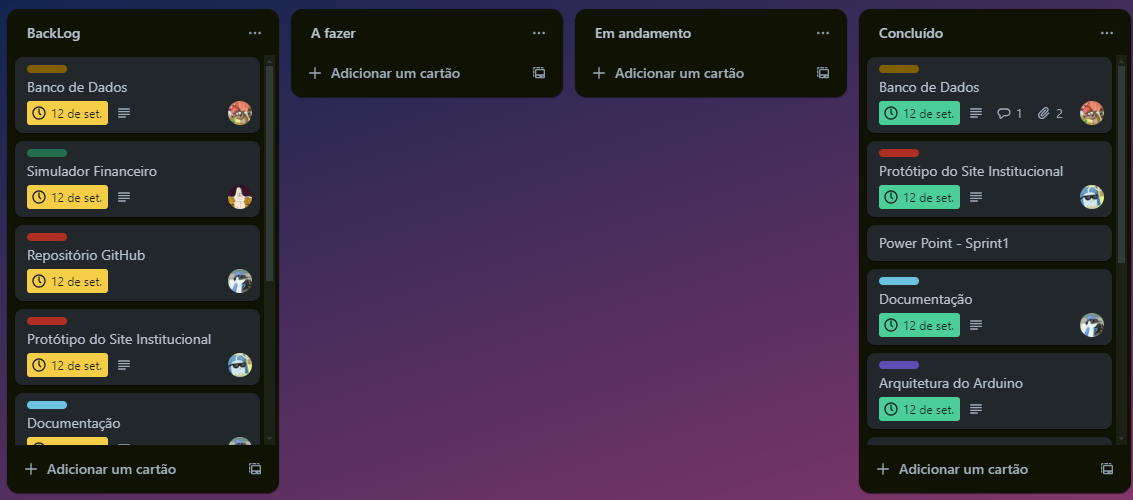 BackLog
Banco de Dados
12 de set.
Simulador Financeiro
12 de set.
Repositório GitHub
12 de set.
Protótipo do Site Institucional
12 de set.
Documentação
Adicionar um cartão
A fazer
Adicionar um cartão
Em andamento
Adicionar um cartão
Concluído
Banco de Dados
12 de set. 1 2
Protótipo do Site Institucional
12 de set.
Power Point - Sprint1
Documentação
12 de set.
Arquitetura do Arduino
12 de set.
Adicionar um cartão